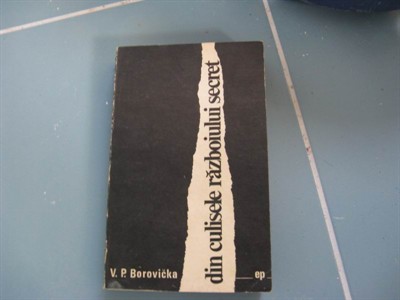 din culisele războiului secret
V. P. Borovička
ep